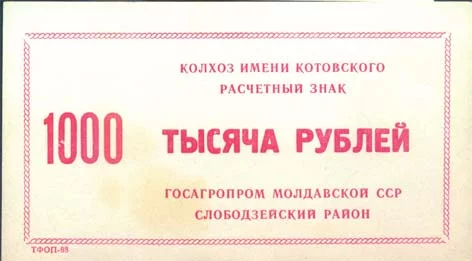 КОЛХОЗ ИМЕНИ КОТОВСКОГО
РАСЧЕТНЫЙ ЗНАК
1000 ТЫСЯЧА РУБЛЕЙ
ГОСАГРОПРОМ МОЛДАВСКОЙ ССР
СЛОБОДЗЕЙСКИЙ РАЙОН
ТФОП-88